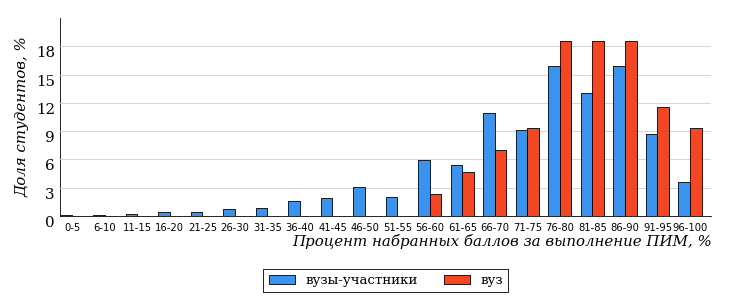 Доля студентов, %
18
15
12
9
6
3
0
0-5 6-10 11-15 16-20 21-25 26-30 31-35 36-40 41-45 46-50 51-55 56-60 61-65 66-70 71-75 76-80 81-85 86-90 91-95 96-100
Процент набранных баллов за выполнение ПИМ, %
вузы-участники вуз